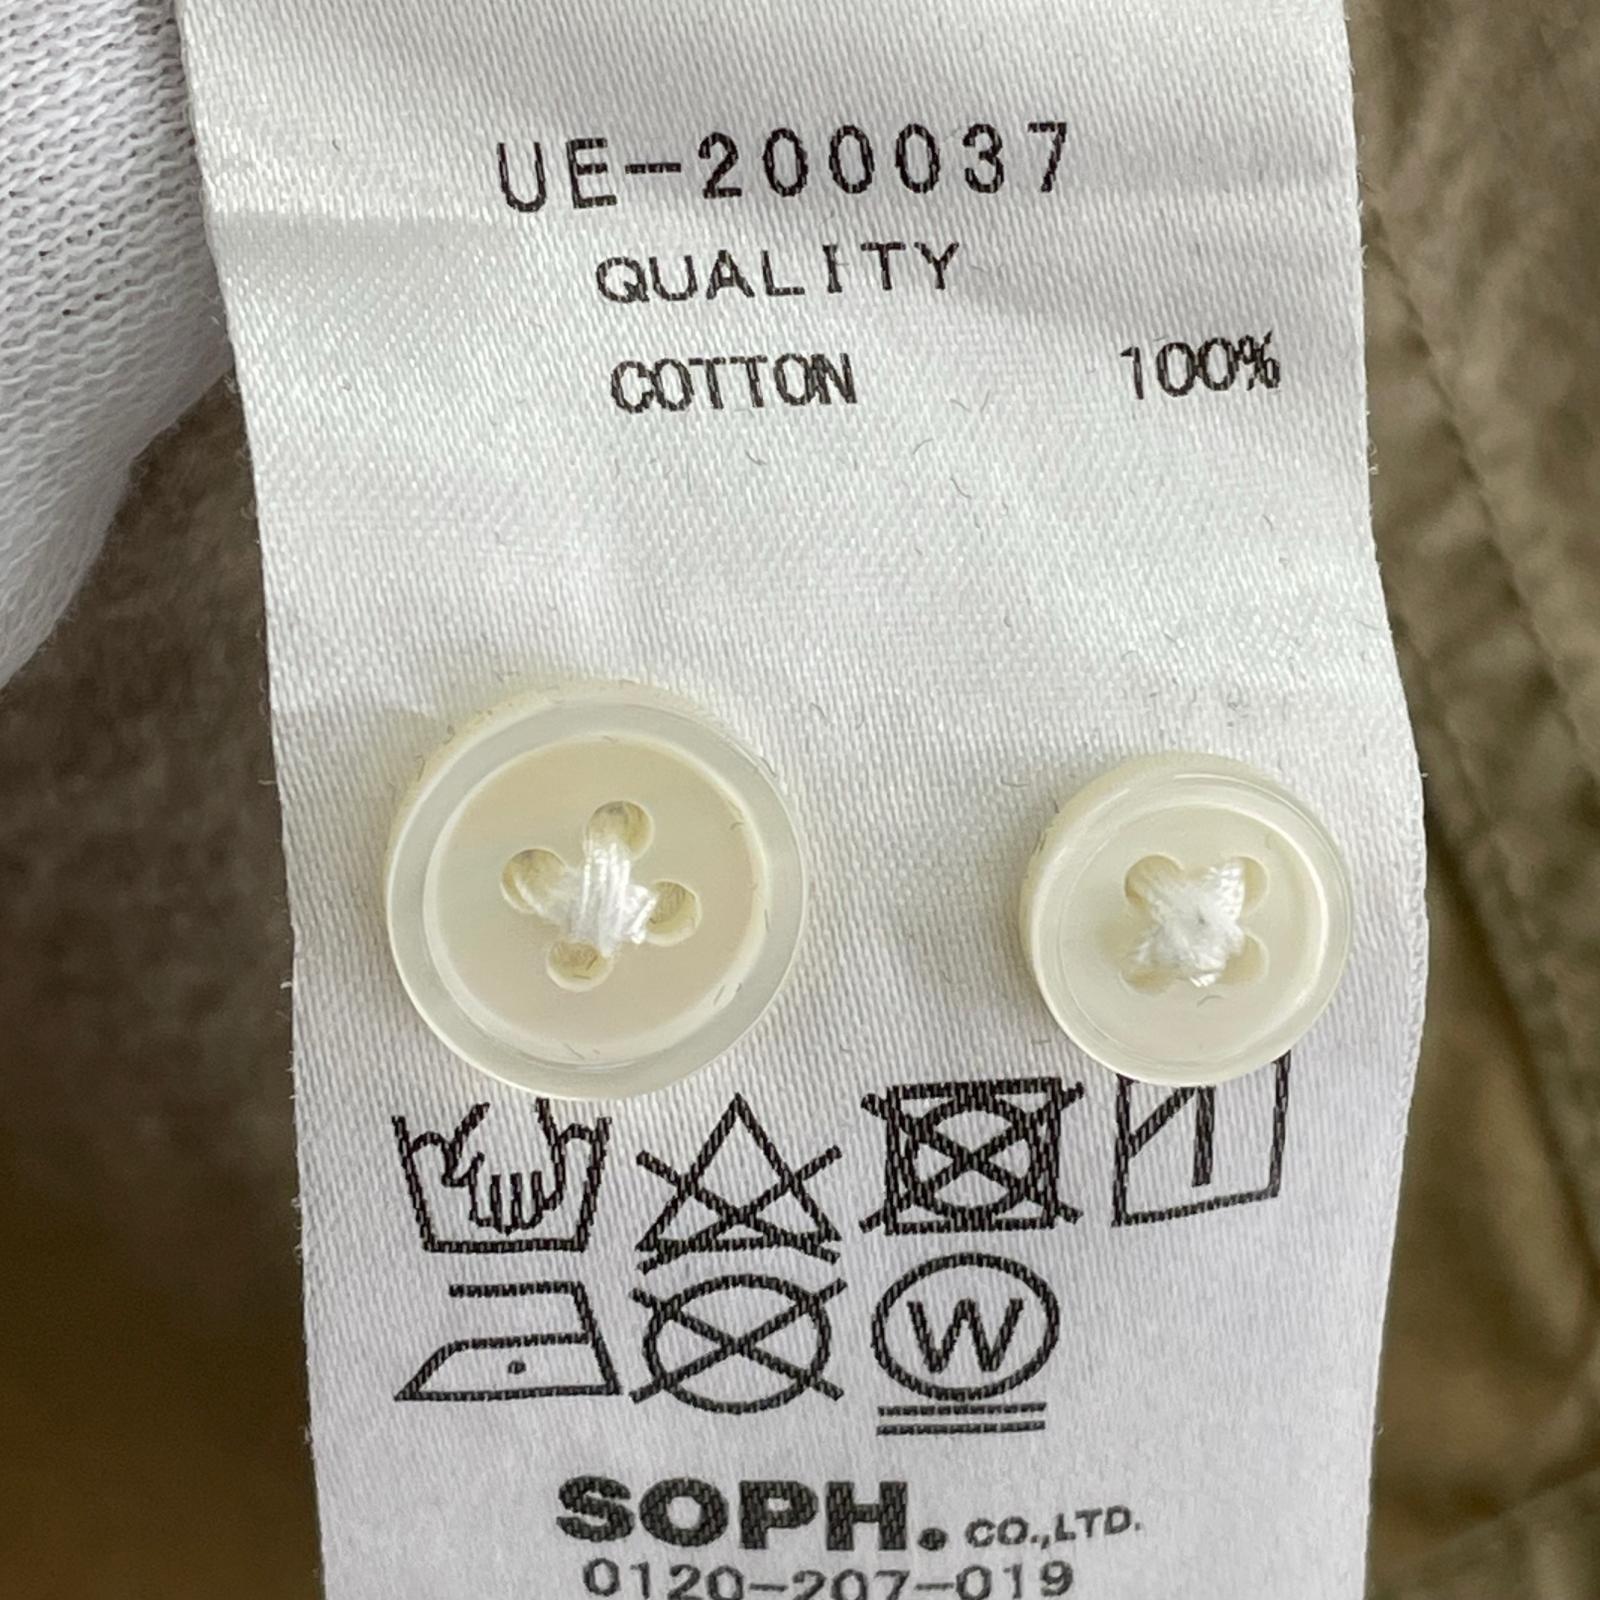 UE-200037
QUALITY
COTTON 100%
W
SOPH. CO.,LTD.
0120-207-019